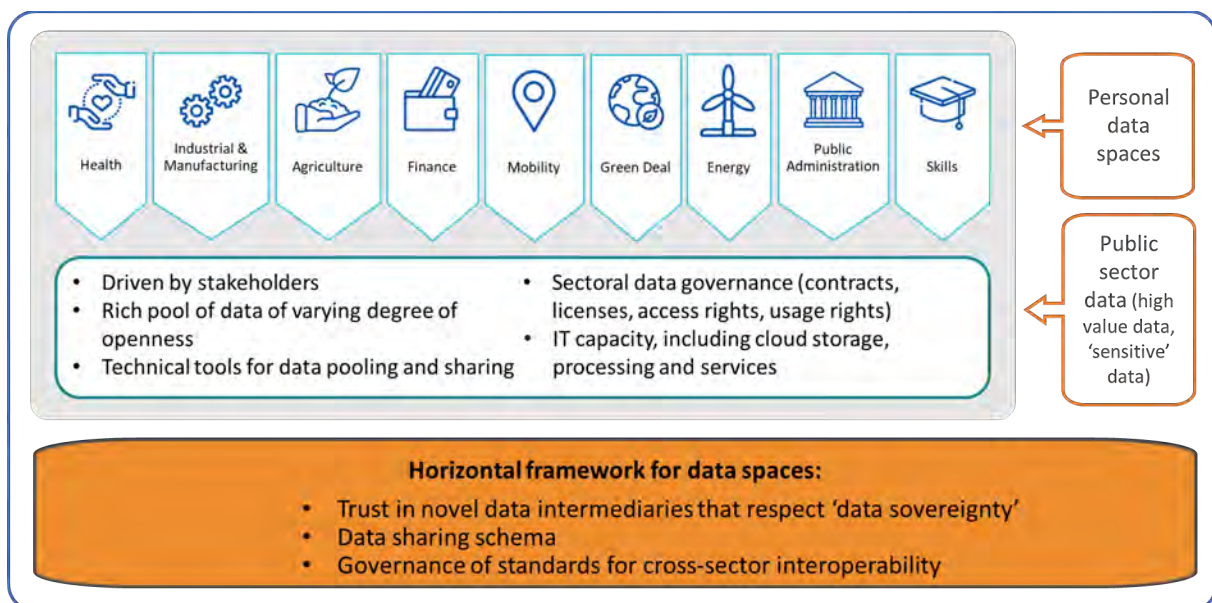 Health
Industrial &
Manufacturing
Agriculture
Finance
Mobility
Green Deal
Energy
Public
Administration
Skills
• Driven by stakeholders
• Rich pool of data of varying degree of
openness
• Technical tools for data pooling and sharing
• Sectoral data governance (contracts,
licenses, access rights, usage rights)
• IT capacity, including cloud storage,
processing and services
Personal
data
spaces
Public
sector
data (high
value data,
‘sensitive’
data)
Horizontal framework for data spaces:
• Trust in novel data intermediaries that respect ‘data sovereignty’
• Data sharing schema
• Governance of standards for cross-sector interoperability